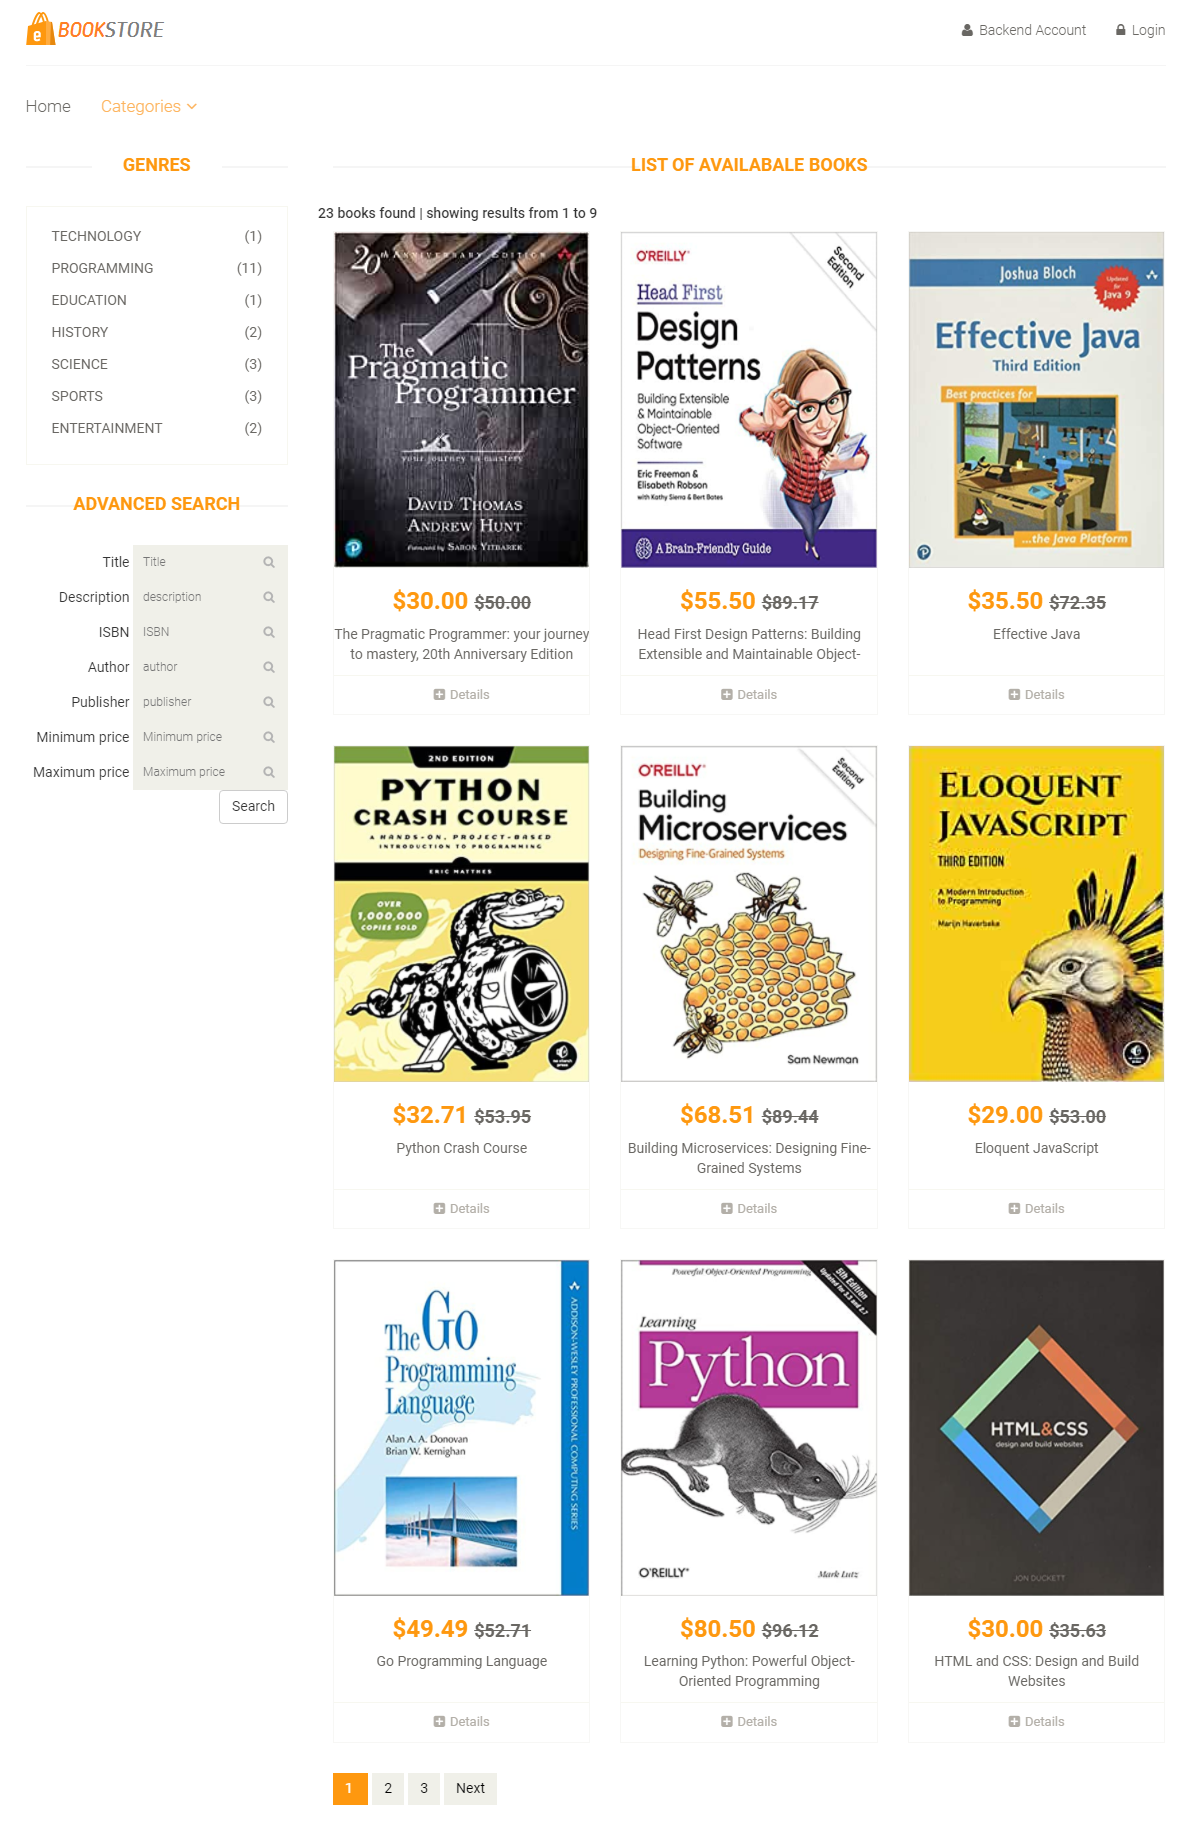 e BOOKSTORE
Backend Account
Login
Home
Categories
GENRES
TECHNOLOGY (1)
PROGRAMMING (11)
EDUCATION (1)
HISTORY (2)
SCIENCE (3)
SPORTS (3)
ENTERTAINMENT (2)
ADVANCED SEARCH
Title Title
Description description
ISBN ISBN
Author author
Publisher publisher
Minimum price Minimum price
Maximum price Maximum price
Search
LIST OF AVAILABALE BOOKS
23 books found | showing results from 1 to 9
20th ANNIVERSARY EDITION
The
Pragmatic
Programmer
your journey to mastery
DAVID THOMAS
ANDREW HUNT
Foreword by SARON YITBAREK
P
$30.00 $50.00
The Pragmatic Programmer: your journey
to mastery, 20th Anniversary Edition
Details
O'REILLY®
Second
Edition
Head First
Design
Patterns
Building Extensible
& Maintainable
Object-Oriented
Software
Eric Freeman &
Elisabeth Robson
with Kathy Sierra & Bert Bates
A Brain-Friendly Guide
$55.50 $89.17
Head First Design Patterns: Building
Extensible and Maintainable Object-
Details
Joshua Bloch
Updated
for
Java 9
Effective Java
Third Edition
Best practices for
...the Java Platform
P
$35.50 $72.35
Effective Java
Details
2ND EDITION
PYTHON
CRASH COURSE
A HANDS-ON, PROJECT-BASED
INTRODUCTION TO PROGRAMMING
ERIC MATTHES
OVER
1,000,000
COPIES SOLD
no starch
press
$32.71 $53.95
Python Crash Course
Details
O'REILLY®
Second
Edition
Building
Microservices
Designing Fine-Grained Systems
Sam Newman
$68.51 $89.44
Building Microservices: Designing Fine-
Grained Systems
Details
ELOQUENT
JAVASCRIPT
THIRD EDITION
A Modern Introduction
to Programming
Marijn Haverbeke
no starch
press
$29.00 $53.00
Eloquent JavaScript
Details
The Go
Programming
Language
Alan A. A. Donovan
Brian W. Kernighan
ADDISON-WESLEY PROFESSIONAL COMPUTING SERIES
$49.49 $52.71
Go Programming Language
Details
Powerful Object-Oriented Programming
5th Edition
Updated for 3.3 and 2.7
Learning
Python
O'REILLY®
Mark Lutz
$80.50 $96.12
Learning Python: Powerful Object-
Oriented Programming
Details
HTML&CSS
design and build websites
JON DUCKETT
$30.00 $35.63
HTML and CSS: Design and Build
Websites
Details
1 2 3 Next